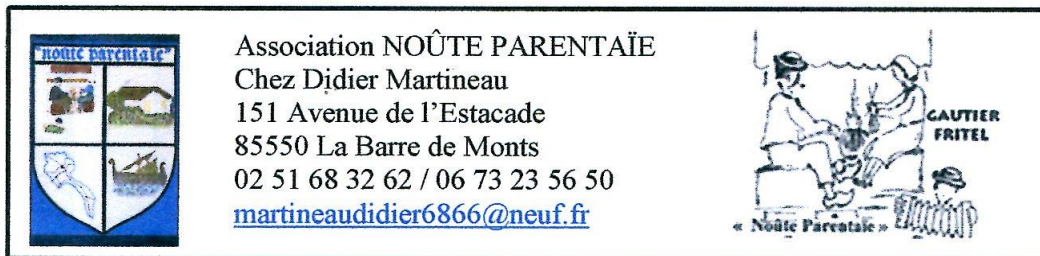 "noûte parentaïe"
Association NOÛTE PARENTAÏE
Chez Didier Martineau
151 Avenue de l'Estacade
85550 La Barre de Monts
02 51 68 32 62 / 06 73 23 56 50
martineaudidier6866@neuf.fr
GAUTIER
FRITEL
« Noûte Parentaïe »